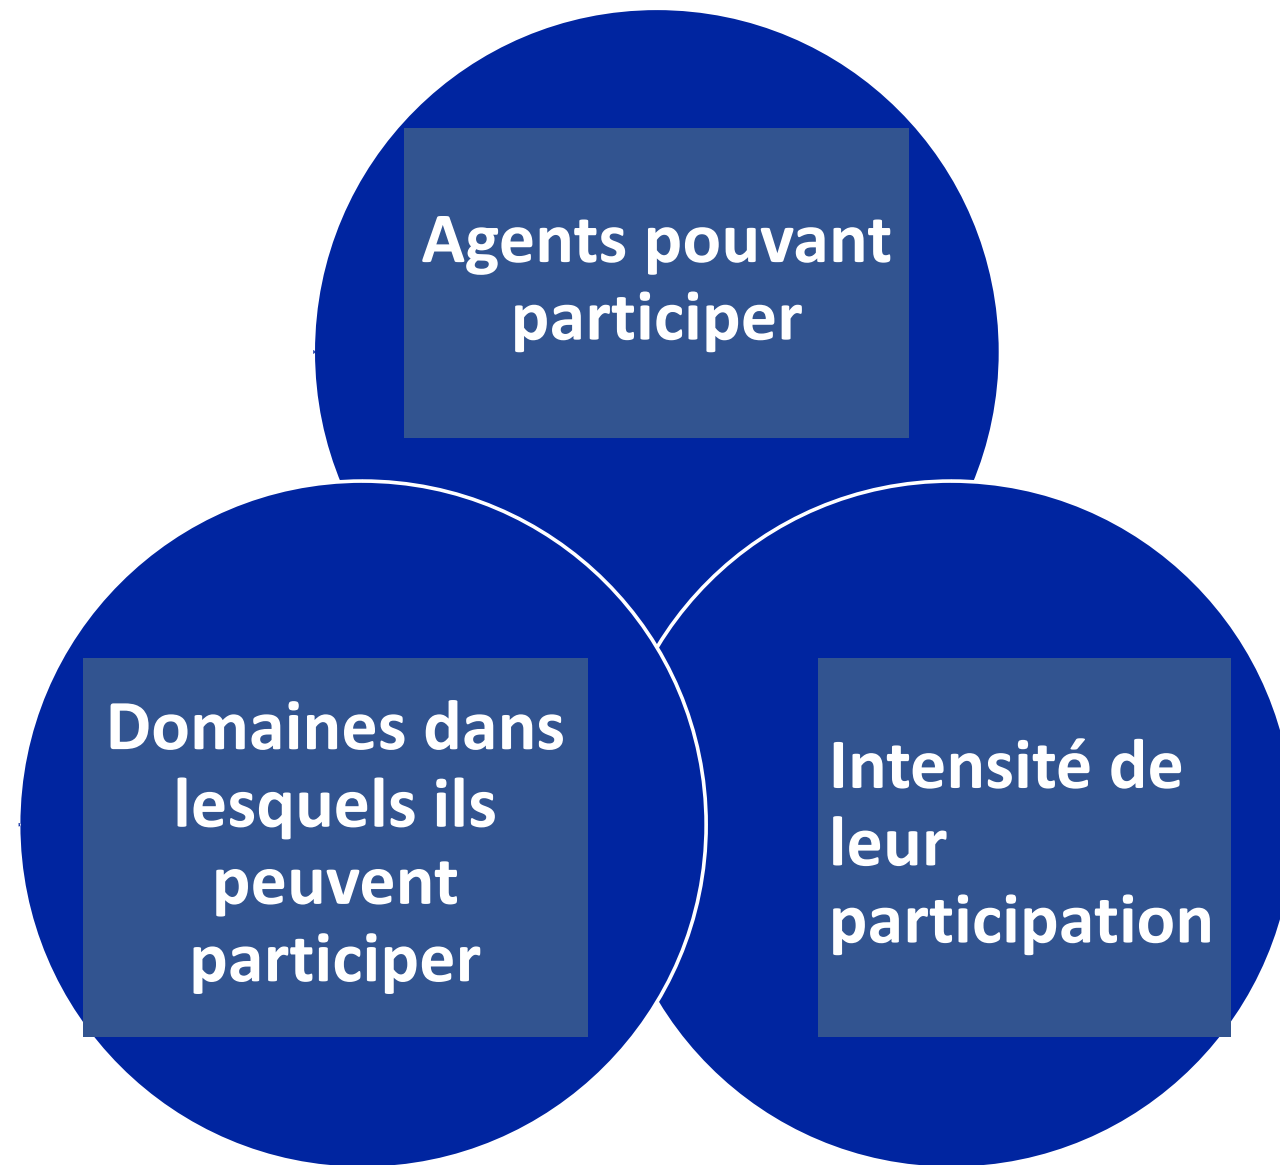 Agents pouvant
participer
Domaines dans
lesquels ils
peuvent
participer
Intensité de
leur
participation